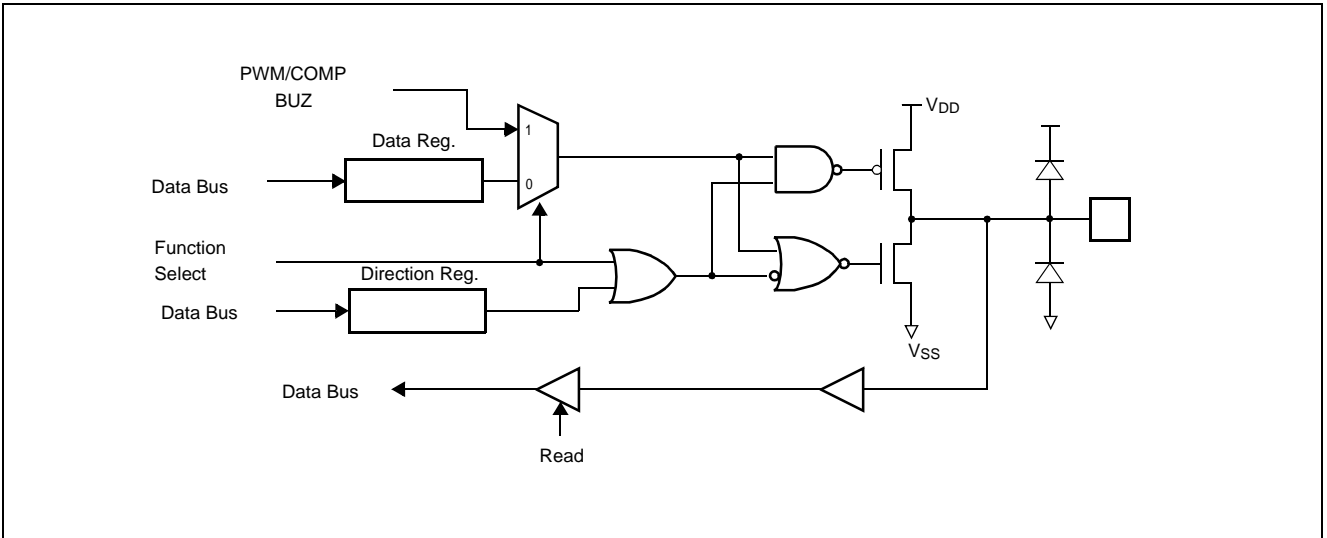 PWM/COMP
BUZ
VDD
Data Reg.
1
Data Bus
0
Function
Select
Direction Reg.
Data Bus
VSS
Data Bus
Read